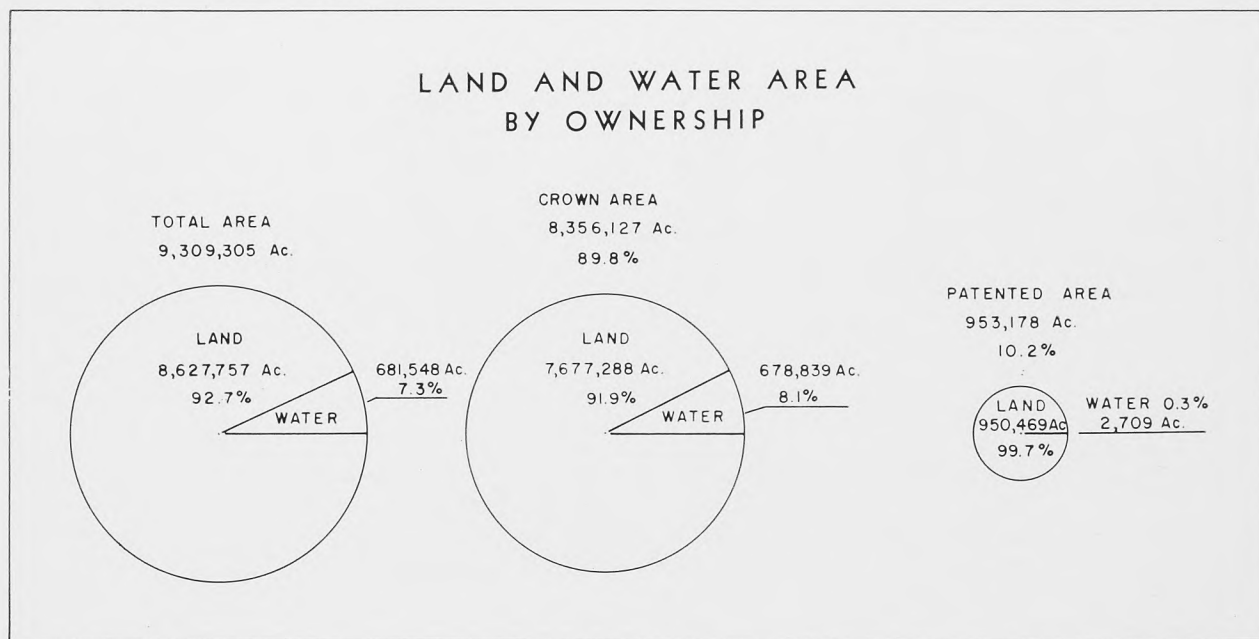 LAND AND WATER AREA
BY OWNERSHIP
TOTAL AREA
9,309,305 Ac.
LAND
8,627,757 Ac.
92.7%
WATER
681,548 Ac.
7.3%
CROWN AREA
8,356,127 Ac.
89.8%
LAND
7,677,288 Ac.
91.9%
WATER
678,839 Ac.
8.1%
PATENTED AREA
953,178 Ac.
10.2%
LAND
950,469 Ac
99.7%
WATER 0.3%
2,709 Ac.